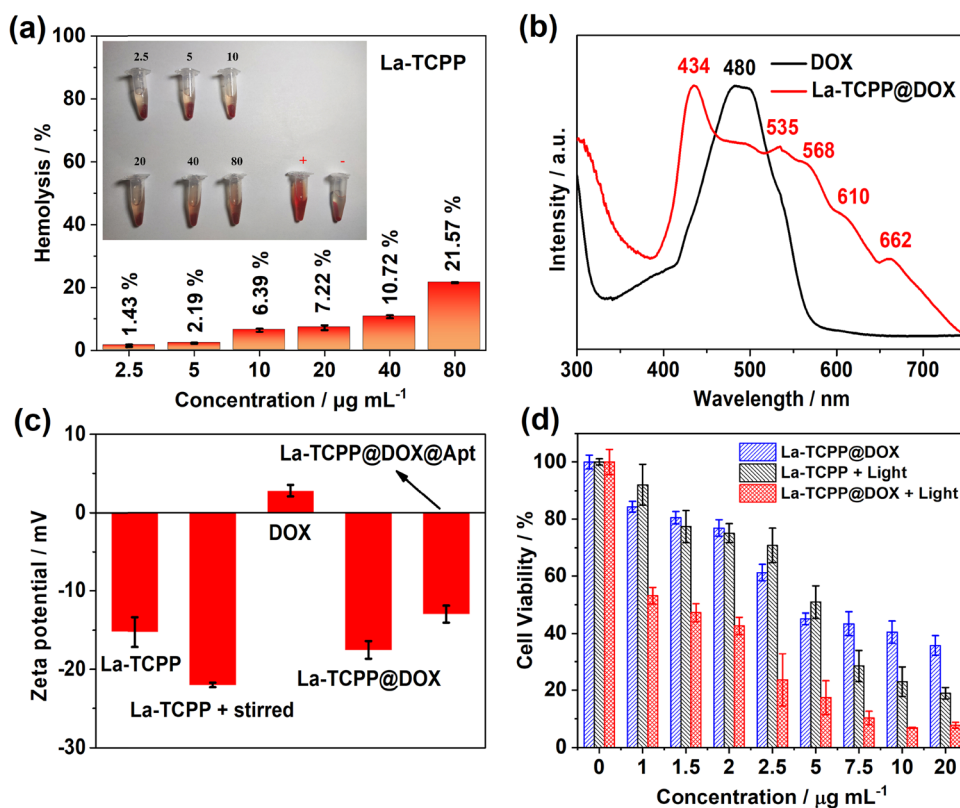 (a)
La-TCPP
Hemolysis / %
100
80
60
40
20
0
2.5 5 10
20 40 80 + -
1.43 %
2.19 %
6.39 %
7.22 %
10.72 %
21.57 %
2.5 5 10 20 40 80
Concentration / μg mL⁻¹
(b)
DOX
La-TCPP@DOX
434
480
535
568
610
662
Intensity / a.u.
300 400 500 600 700
Wavelength / nm
(c)
Zeta potential / mV
10
0
-10
-20
-30
La-TCPP@DOX@Apt
DOX
La-TCPP
La-TCPP@DOX
La-TCPP + stirred
(d)
La-TCPP@DOX
La-TCPP + Light
La-TCPP@DOX + Light
Cell Viability / %
100
80
60
40
20
0
0 1 1.5 2 2.5 5 7.5 10 20
Concentration / μg mL⁻¹